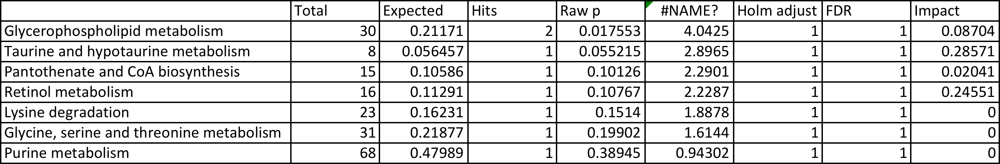 Total Expected Hits Raw p #NAME? Holm adjust FDR Impact
Glycerophospholipid metabolism 30 0.21171 2 0.017553 4.0425 1 1 0.08704
Taurine and hypotaurine metabolism 8 0.056457 1 0.055215 2.8965 1 1 0.28571
Pantothenate and CoA biosynthesis 15 0.10586 1 0.10126 2.2901 1 1 0.02041
Retinol metabolism 16 0.11291 1 0.10767 2.2287 1 1 0.24551
Lysine degradation 23 0.16231 1 0.1514 1.8878 1 1 0
Glycine, serine and threonine metabolism 31 0.21877 1 0.19902 1.6144 1 1 0
Purine metabolism 68 0.47989 1 0.38945 0.94302 1 1 0